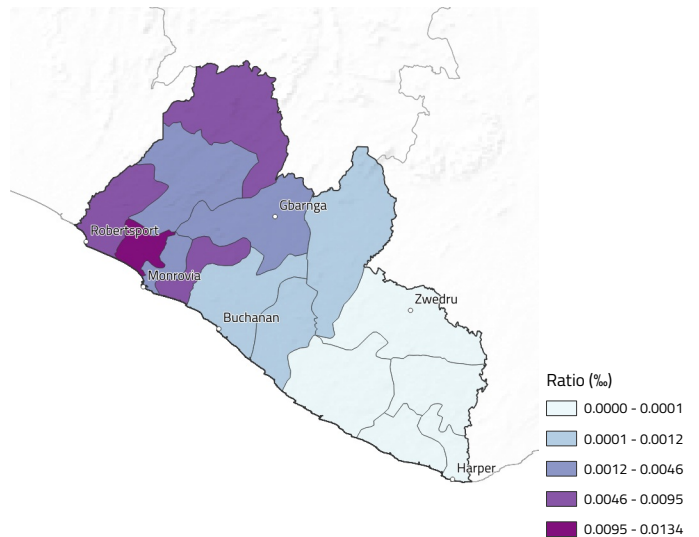 Gbarnga
Robertsport
Monrovia
Zwedru
Buchanan
Harper
Ratio (‰)
0.0000 - 0.0001
0.0001 - 0.0012
0.0012 - 0.0046
0.0046 - 0.0095
0.0095 - 0.0134